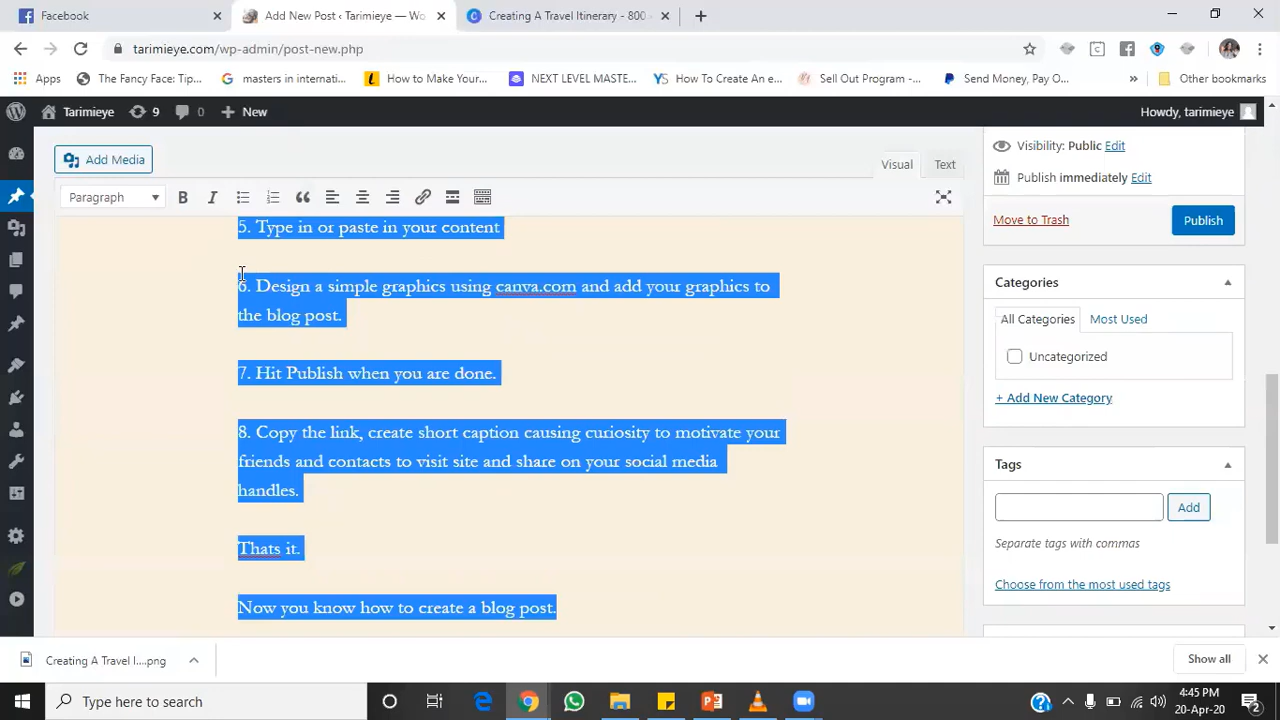 Facebook
Add New Post ‹ Tarimieye — Wo
Creating A Travel Itinerary - 800
tarimieye.com/wp-admin/post-new.php
Apps
The Fancy Face: Tip...
masters in internati...
How to Make Your...
NEXT LEVEL MASTE...
YS How To Create An e...
Sell Out Program -...
Send Money, Pay O...
»
Other bookmarks
Tarimieye
9
0
New
Howdy, tarimieye
Add Media
Visual
Text
Paragraph
B
I
5. Type in or paste in your content
6. Design a simple graphics using canva.com and add your graphics to
the blog post.
7. Hit Publish when you are done.
8. Copy the link, create short caption causing curiosity to motivate your
friends and contacts to visit site and share on your social media
handles.
Thats it.
Now you know how to create a blog post.
Visibility: Public Edit
Publish immediately Edit
Move to Trash
Publish
Categories
All Categories
Most Used
Uncategorized
+ Add New Category
Tags
Add
Separate tags with commas
Choose from the most used tags
Creating A Travel I....png
Show all
Type here to search
4:45 PM
20-Apr-20
2